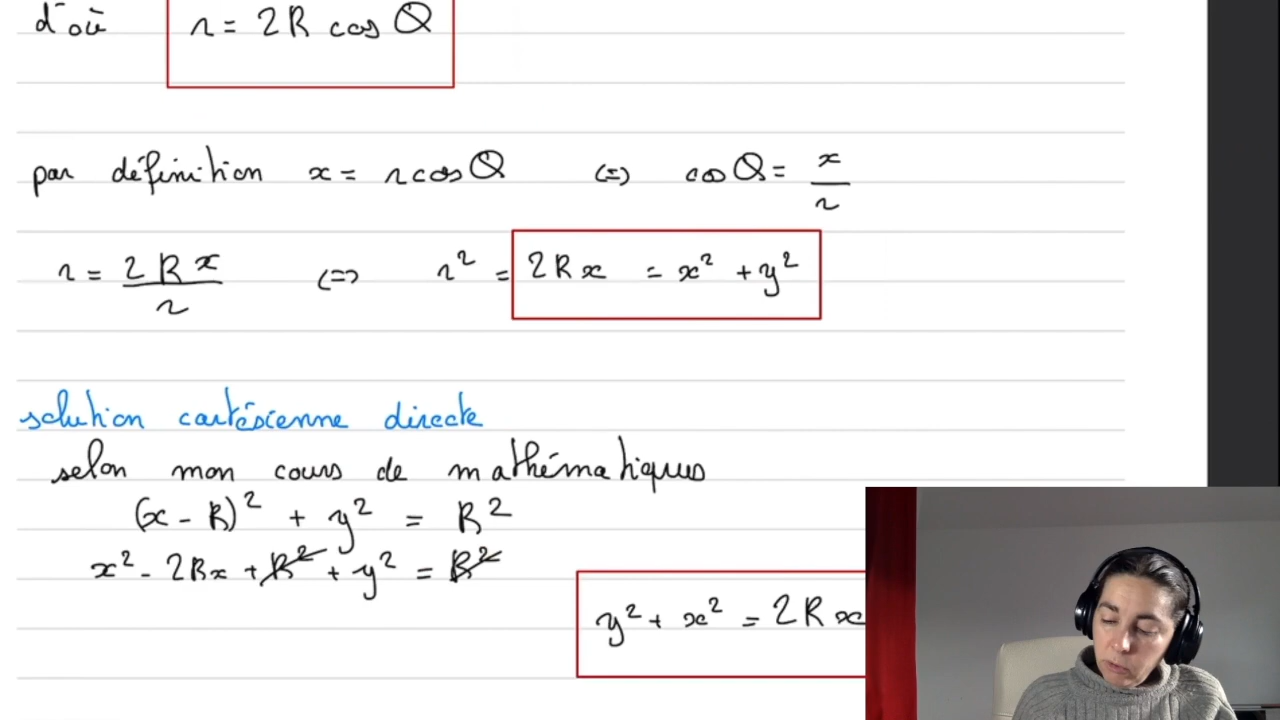 d'où r = 2R cos θ
par définition x = r cos θ (=) cos θ = x/r
r = 2Rx/r (=) r² = 2Rx = x² + y²
solution cartésienne directe
selon mon cours de mathématiques
(x - R)² + y² = R²
x² - 2Rx + R² + y² = R²
y² + x² = 2Rx